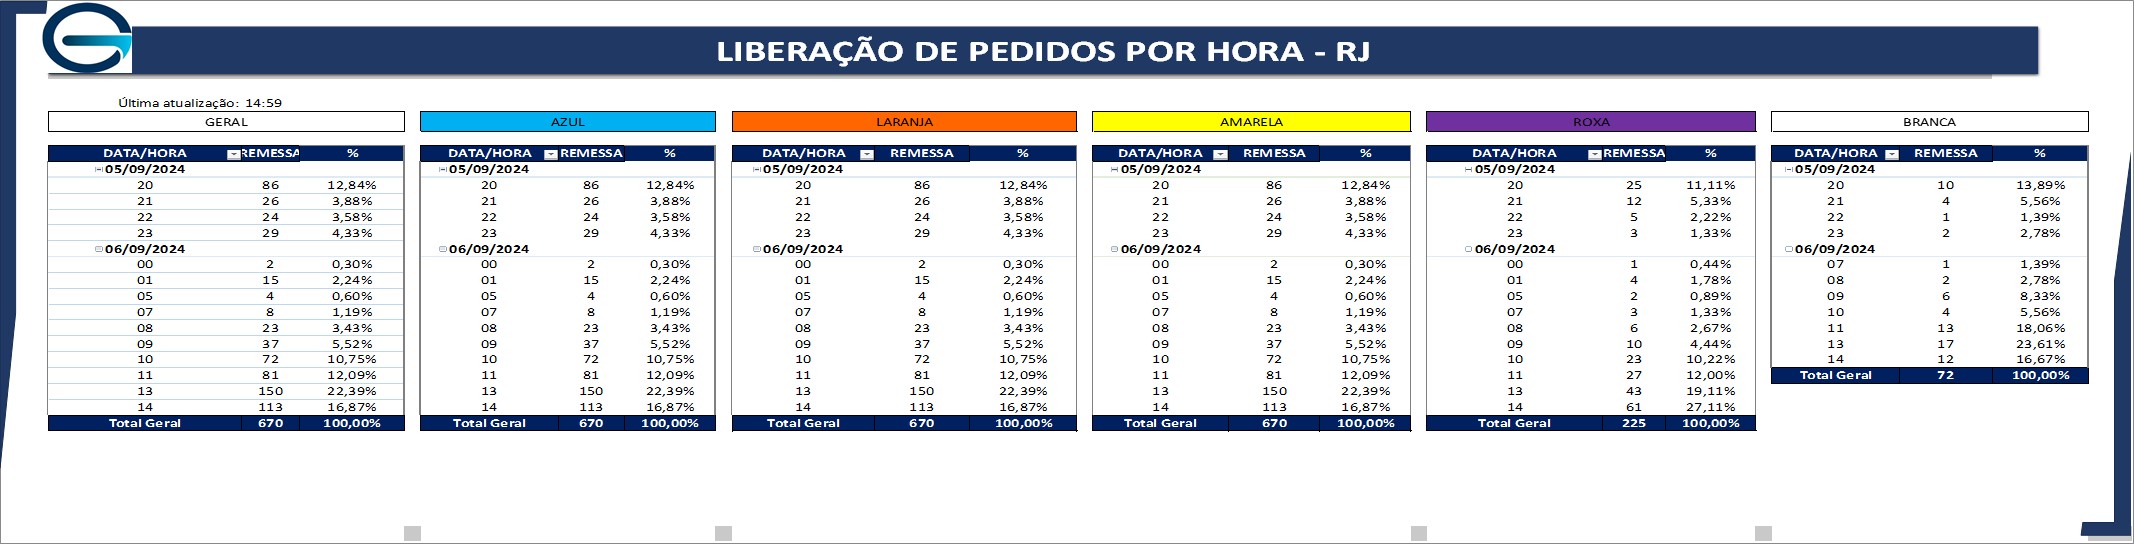 LIBERAÇÃO DE PEDIDOS POR HORA - RJ
Última atualização: 14:59
GERAL AZUL LARANJA AMARELA ROXA BRANCA
DATA/HORA REMESSA % DATA/HORA REMESSA % DATA/HORA REMESSA % DATA/HORA REMESSA % DATA/HORA REMESSA % DATA/HORA REMESSA %
05/09/2024 05/09/2024 05/09/2024 05/09/2024 05/09/2024 05/09/2024
20 86 12,84% 20 86 12,84% 20 86 12,84% 20 86 12,84% 20 25 11,11% 20 10 13,89%
21 26 3,88% 21 26 3,88% 21 26 3,88% 21 26 3,88% 21 12 5,33% 21 4 5,56%
22 24 3,58% 22 24 3,58% 22 24 3,58% 22 24 3,58% 22 5 2,22% 22 1 1,39%
23 29 4,33% 23 29 4,33% 23 29 4,33% 23 29 4,33% 23 3 1,33% 23 2 2,78%
06/09/2024 06/09/2024 06/09/2024 06/09/2024 06/09/2024 06/09/2024
00 2 0,30% 00 2 0,30% 00 2 0,30% 00 2 0,30% 00 1 0,44% 07 1 1,39%
01 15 2,24% 01 15 2,24% 01 15 2,24% 01 15 2,24% 01 4 1,78% 08 2 2,78%
05 4 0,60% 05 4 0,60% 05 4 0,60% 05 4 0,60% 05 2 0,89% 09 6 8,33%
07 8 1,19% 07 8 1,19% 07 8 1,19% 07 8 1,19% 07 3 1,33% 10 4 5,56%
08 23 3,43% 08 23 3,43% 08 23 3,43% 08 23 3,43% 08 6 2,67% 11 13 18,06%
09 37 5,52% 09 37 5,52% 09 37 5,52% 09 37 5,52% 09 10 4,44% 13 17 23,61%
10 72 10,75% 10 72 10,75% 10 72 10,75% 10 72 10,75% 10 23 10,22% 14 12 16,67%
11 81 12,09% 11 81 12,09% 11 81 12,09% 11 81 12,09% 11 27 12,00% Total Geral 72 100,00%
13 150 22,39% 13 150 22,39% 13 150 22,39% 13 150 22,39% 13 43 19,11%
14 113 16,87% 14 113 16,87% 14 113 16,87% 14 113 16,87% 14 61 27,11%
Total Geral 670 100,00% Total Geral 670 100,00% Total Geral 670 100,00% Total Geral 670 100,00% Total Geral 225 100,00%